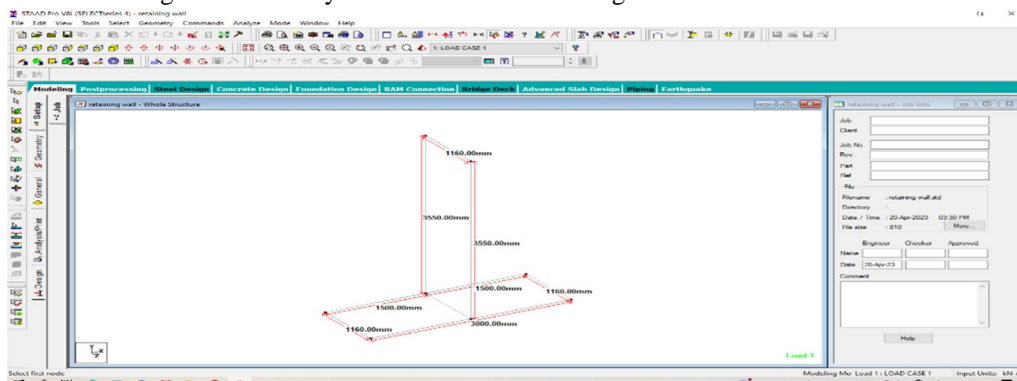 STAAD.Pro V8i (SELECTseries 4) - retaining wall
File Edit View Tools Select Geometry Commands Analyze Mode Window Help
1: LOAD CASE 1
Modeling Postprocessing Steel Design Concrete Design Foundation Design RAM Connection Bridge Deck Advanced Slab Design Piping Earthquake
Setup
Geometry
General
Analysis/Print
Design
Job
retaining wall - Whole Structure
1160.00mm
3550.00mm
3550.00mm
1500.00mm
1160.00mm
1500.00mm
3000.00mm
1160.00mm
Load 1
retaining wall - Job Info
Job
Client
Job No.
Rev.
Part
Ref
File
Filename : retaining wall.std
Directory :
Date / Time : 20-Apr-2023 03:30 PM
File size : 810 More...
Engineer Checker Approved
Name
Date 20-Apr-23
Comment
Help
Select first node
Modeling Mo Load 1 : LOAD CASE 1 Input Units: